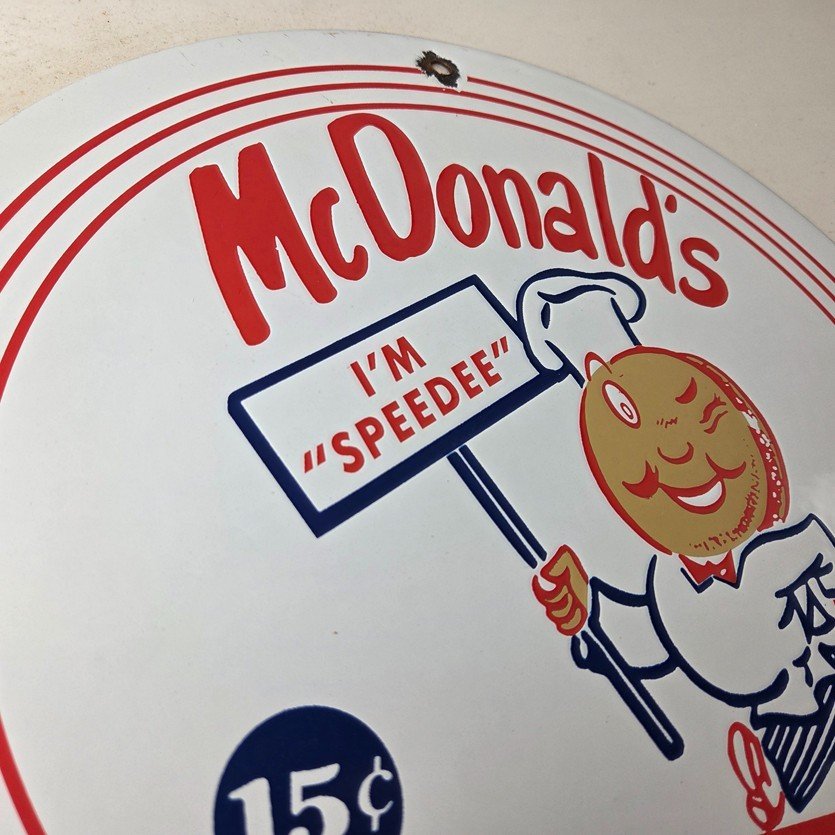 McDonald's
I'M
"SPEEDEE"
15¢